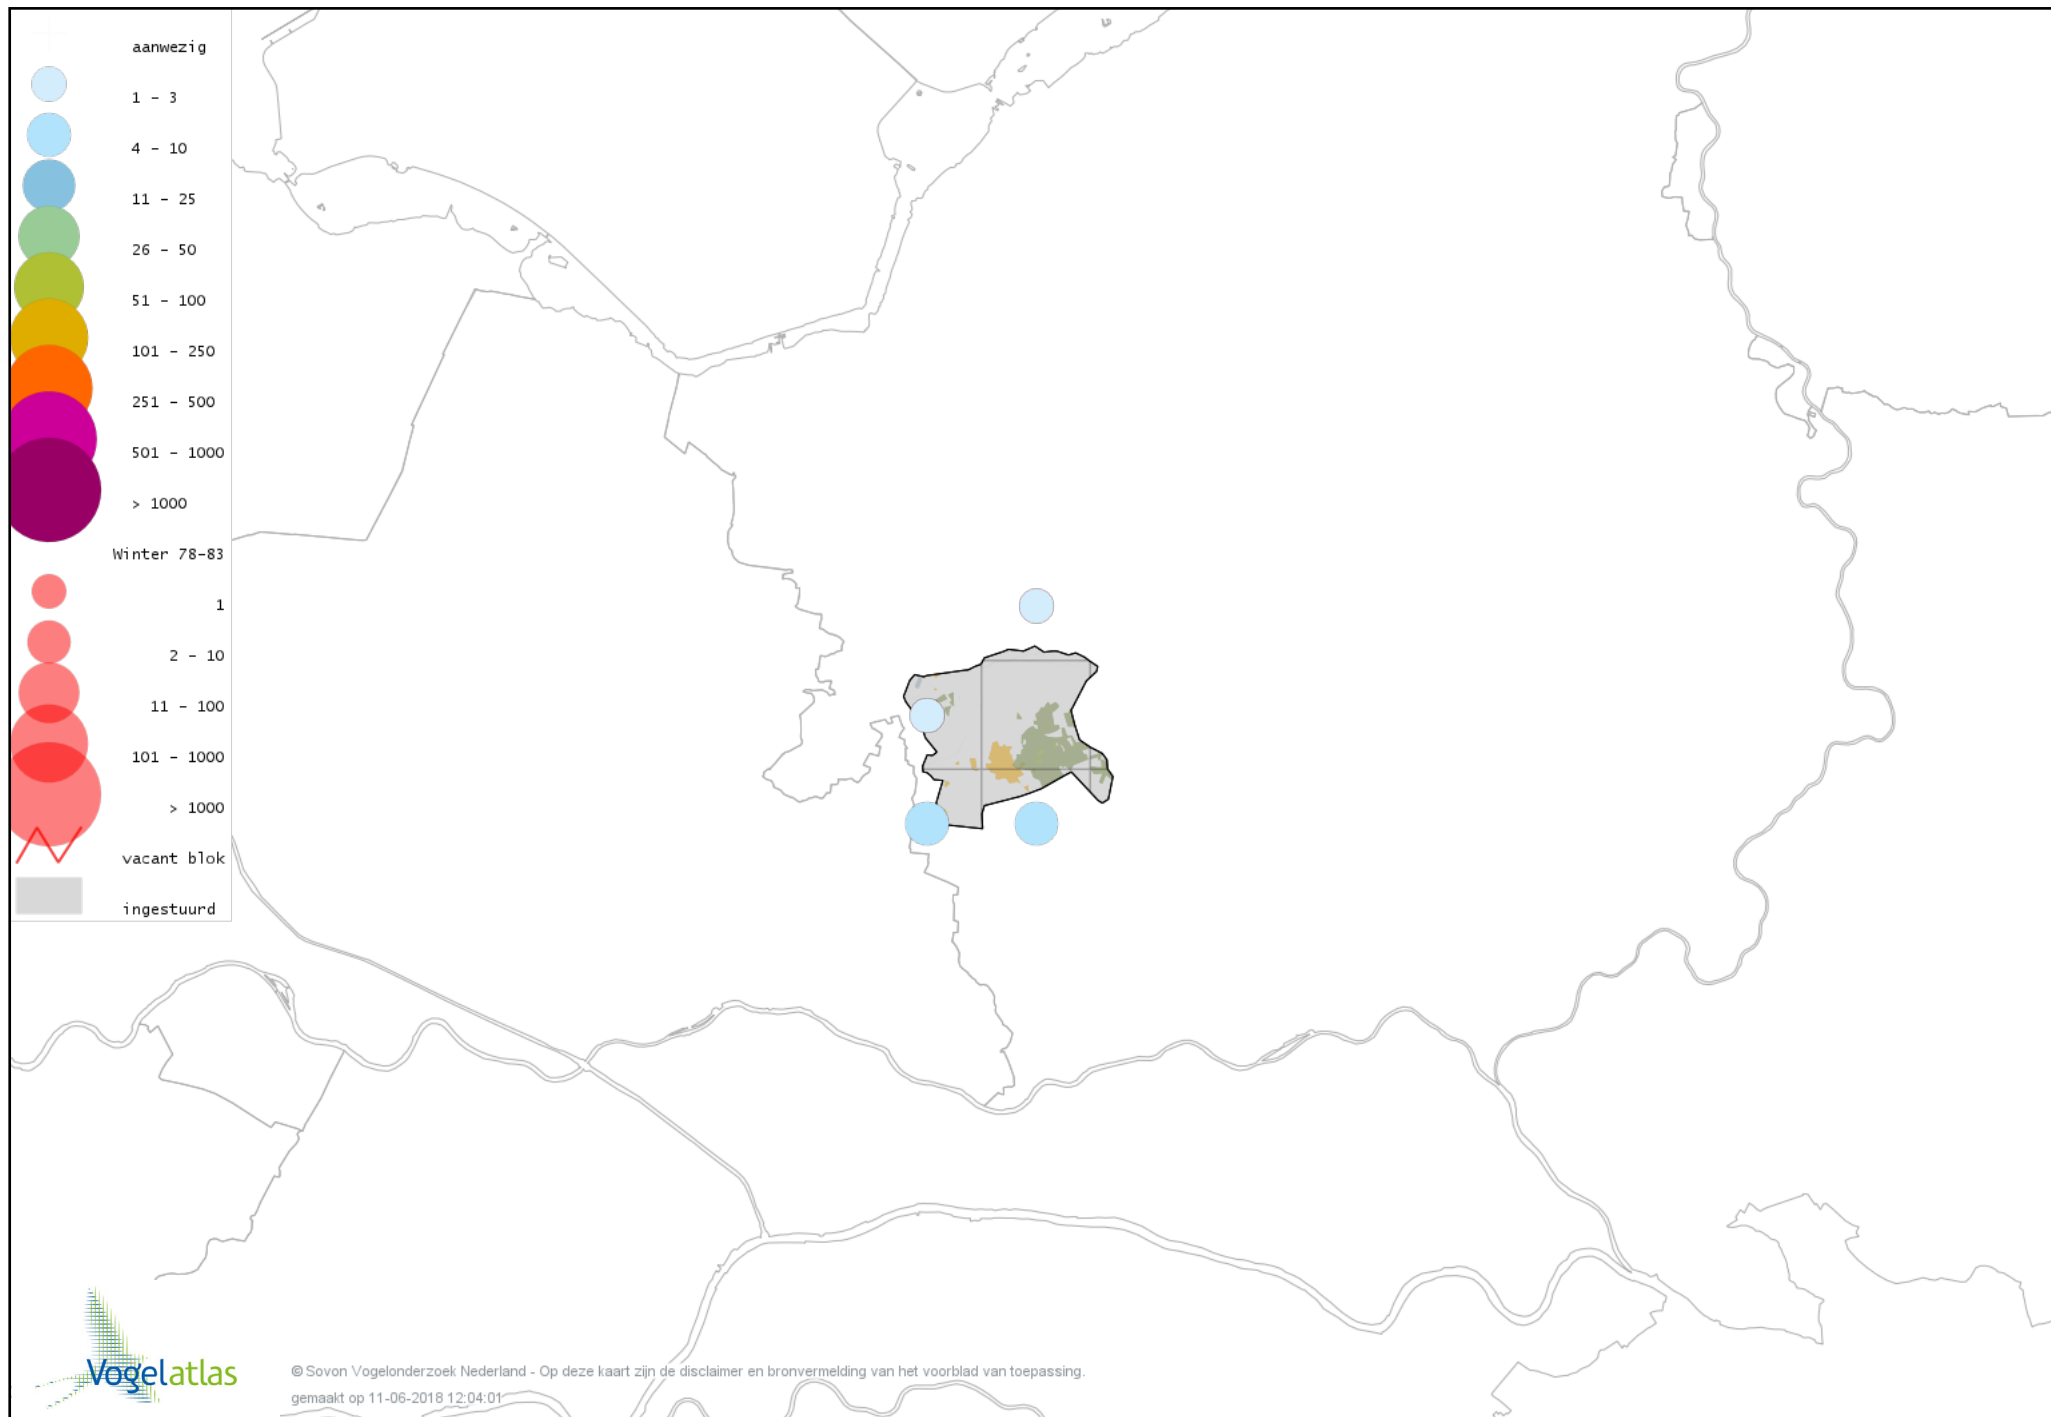 aanwezig
1 - 3
4 - 10
11 - 25
26 - 50
51 - 100
101 - 250
251 - 500
501 - 1000
> 1000
Winter 78-83
1
2 - 10
11 - 100
101 - 1000
> 1000
vacant blok
ingestuurd
Vogelatlas
© Sovon Vogelonderzoek Nederland - Op deze kaart zijn de disclaimer en bronvermelding van het voorblad van toepassing.
gemaakt op 11-06-2018 12:04:01